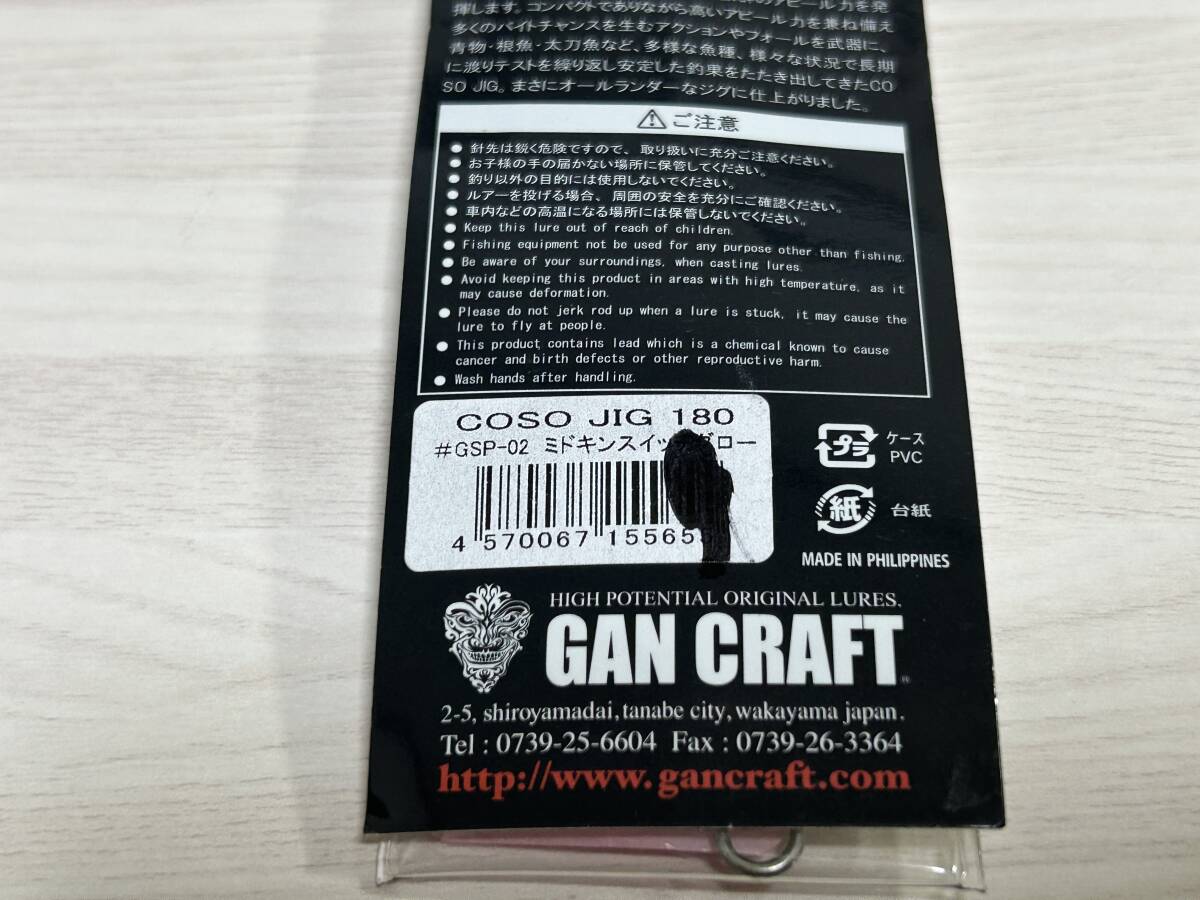 のアピール力を発
揮します。コンパクトでありながら高いアピール力を兼ね備え
多くのバイトチャンスを生むアクションやフォールを武器に、
青物・根魚・太刀魚など、多様な魚種、様々な状況で長期
に渡りテストを繰り返し安定した釣果をたたき出してきたCO
SO JIG。まさにオールランダーなジグに仕上がりました。
⚠ご注意
● 針先は鋭く危険ですので、取り扱いに充分ご注意ください。
● お子様の手の届かない場所に保管してください。
● 釣り以外の目的には使用しないでください。
● ルアーを投げる場合、周囲の安全を充分にご確認ください。
● 車内などの高温になる場所には保管しないでください。
● Keep this lure out of reach of children.
● Fishing equipment not be used for any purpose other than fishing.
● Be aware of your surroundings, when casting lures.
● Avoid keeping this product in areas with high temperature, as it
may cause deformation.
● Please do not jerk rod up when a lure is stuck, it may cause the
lure to fly at people.
● This product contains lead which is a chemical known to cause
cancer and birth defects or other reproductive harm.
● Wash hands after handling.
COSO JIG 180
#GSP-02 ミドキンスイッチグロー
4 570067 155655
プラ ケース
PVC
紙 台紙
MADE IN PHILIPPINES
HIGH POTENTIAL ORIGINAL LURES.
GAN CRAFT®
2-5, shiroyamadai, tanabe city, wakayama japan.
Tel : 0739-25-6604 Fax : 0739-26-3364
http://www.gancraft.com